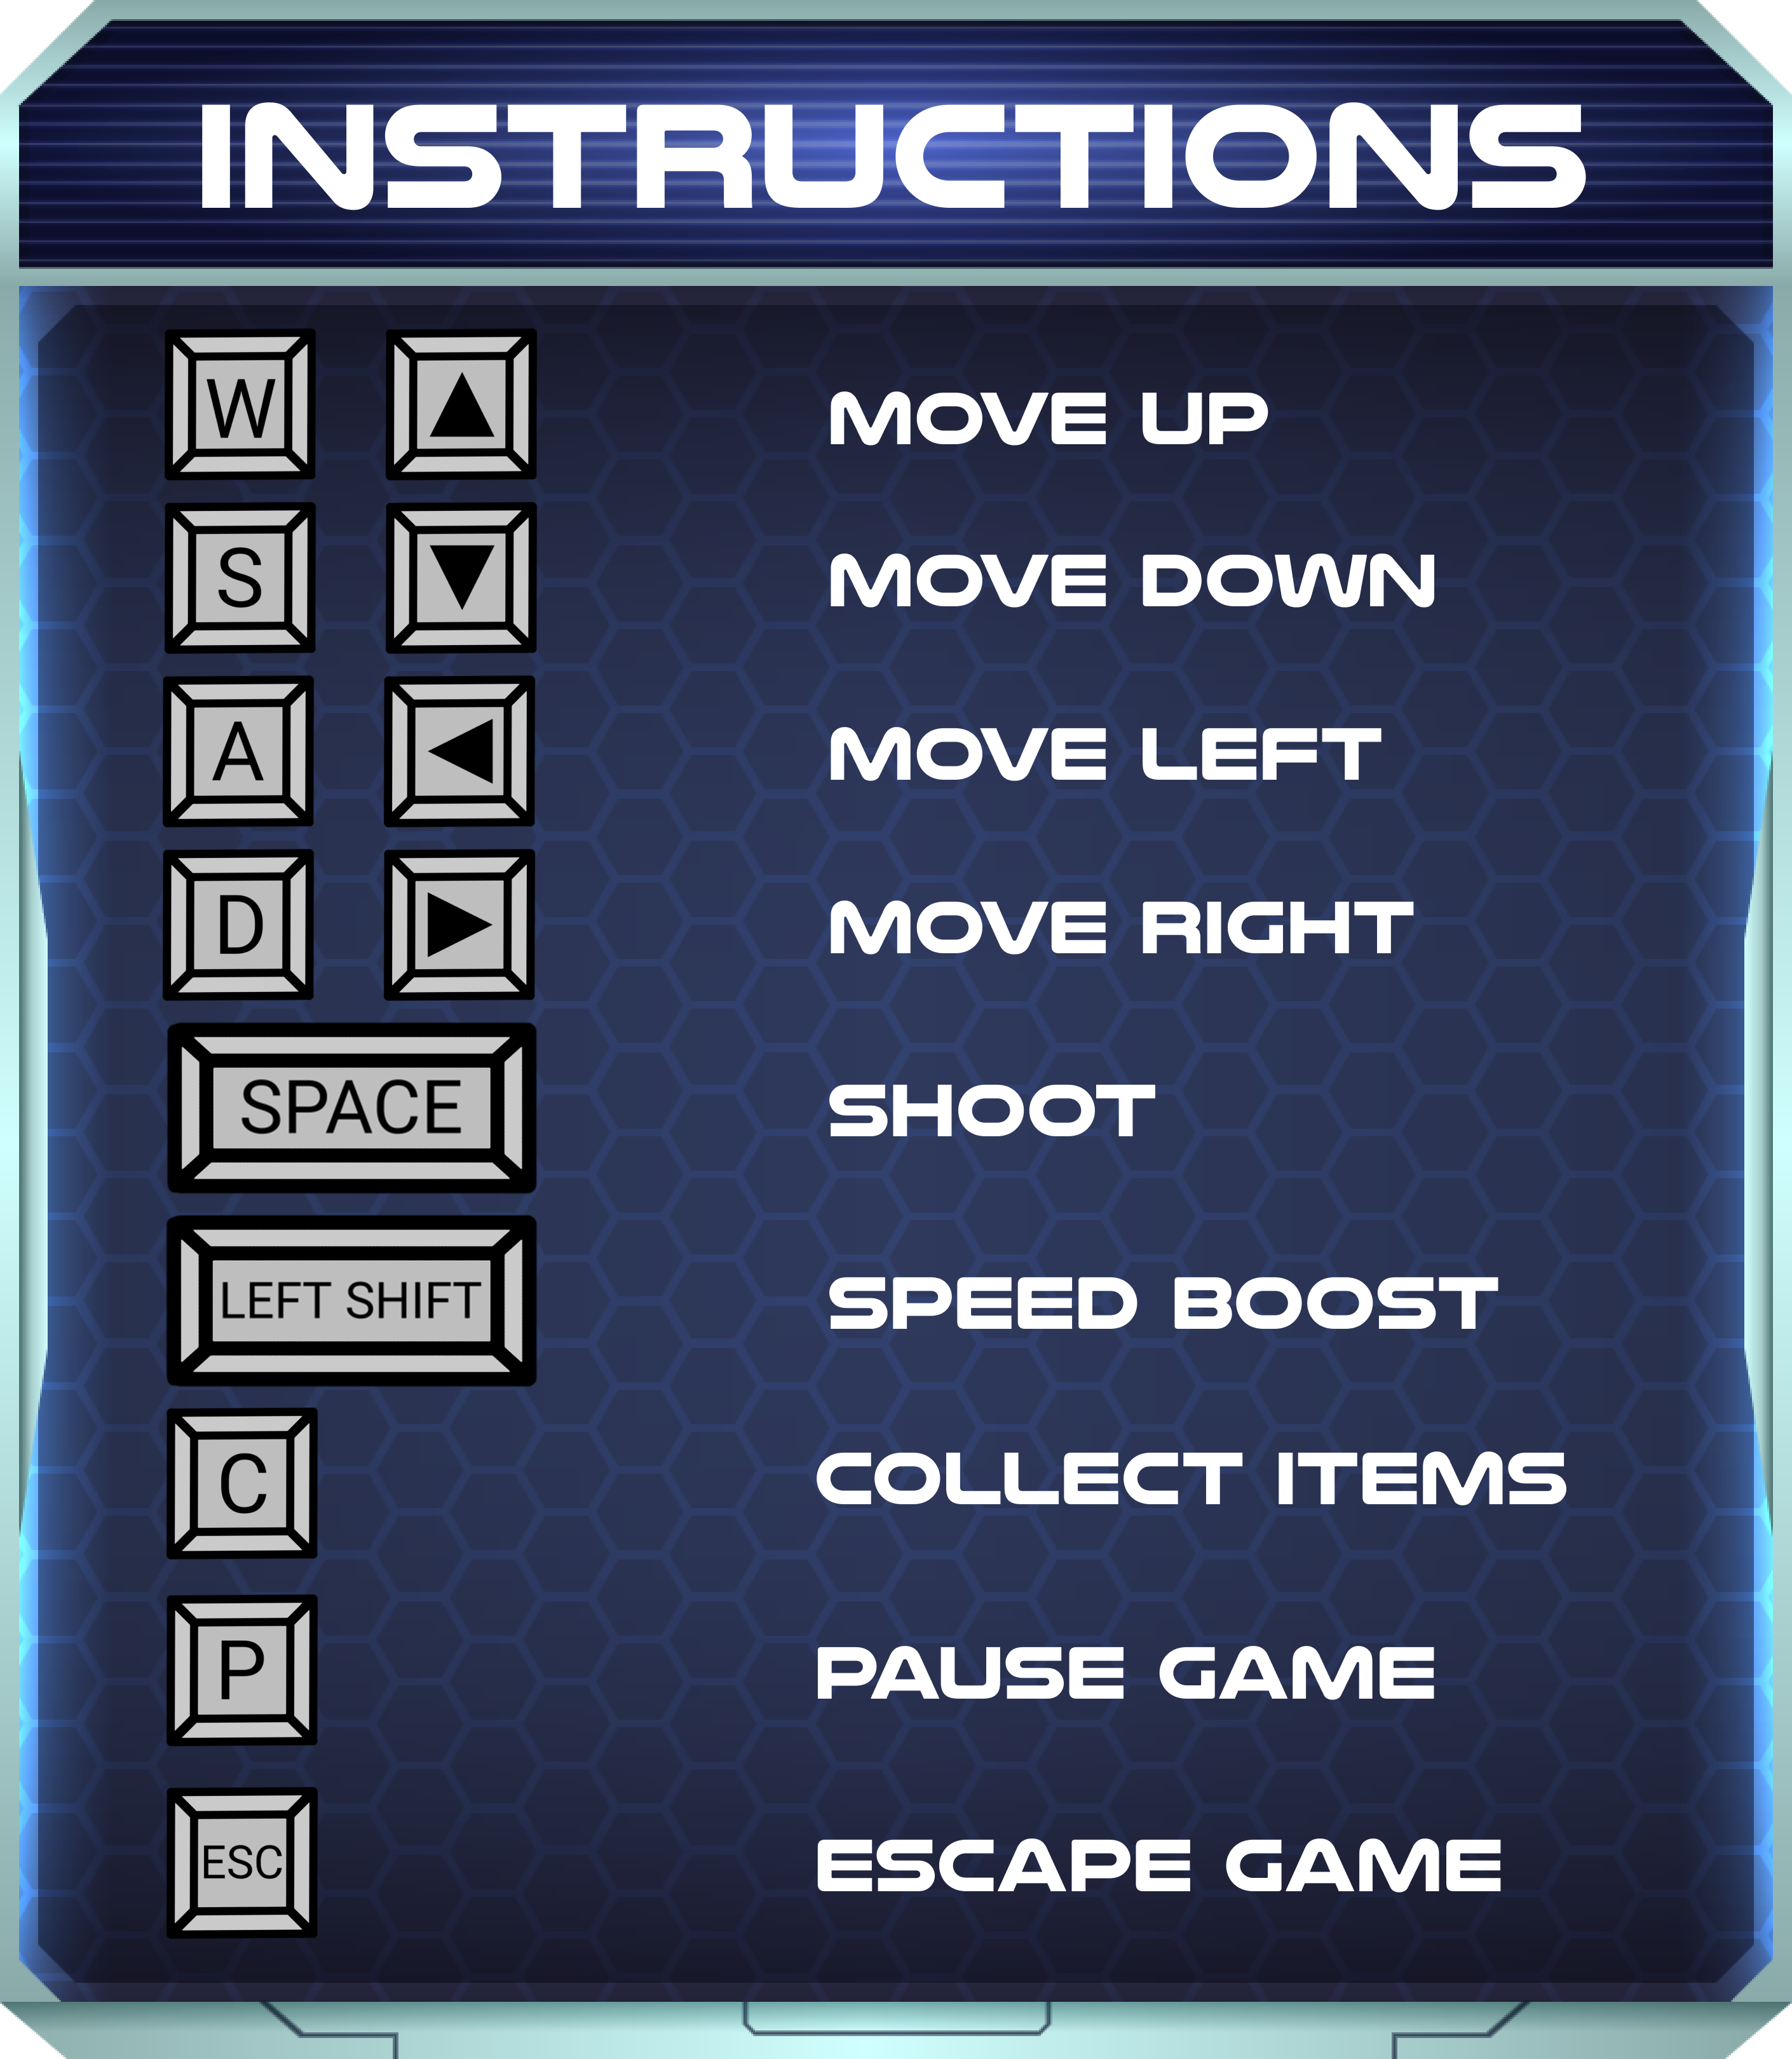 INSTRUCTIONS
W ▲ MOVE UP
S ▼ MOVE DOWN
A ◀ MOVE LEFT
D ▶ MOVE RIGHT
SPACE SHOOT
LEFT SHIFT SPEED BOOST
C COLLECT ITEMS
P PAUSE GAME
ESC ESCAPE GAME